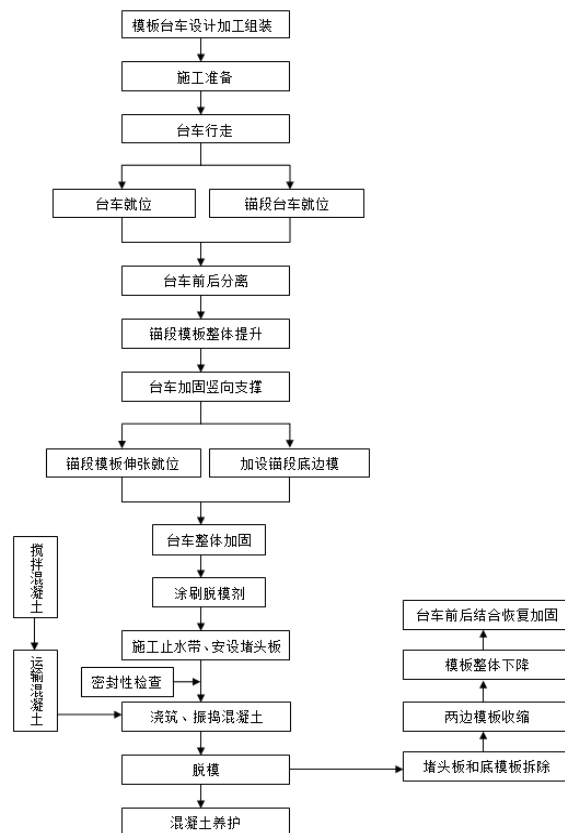 模板台车设计加工组装
施工准备
台车行走
台车就位
锚段台车就位
台车前后分离
锚段模板整体提升
台车加固竖向支撑
锚段模板伸张就位
加设锚段底边模
台车整体加固
搅拌混凝土
涂刷脱模剂
台车前后结合恢复加固
施工止水带、安设堵头板
模板整体下降
运输混凝土
密封性检查
浇筑、振捣混凝土
两边模板收缩
脱模
堵头板和底模板拆除
混凝土养护